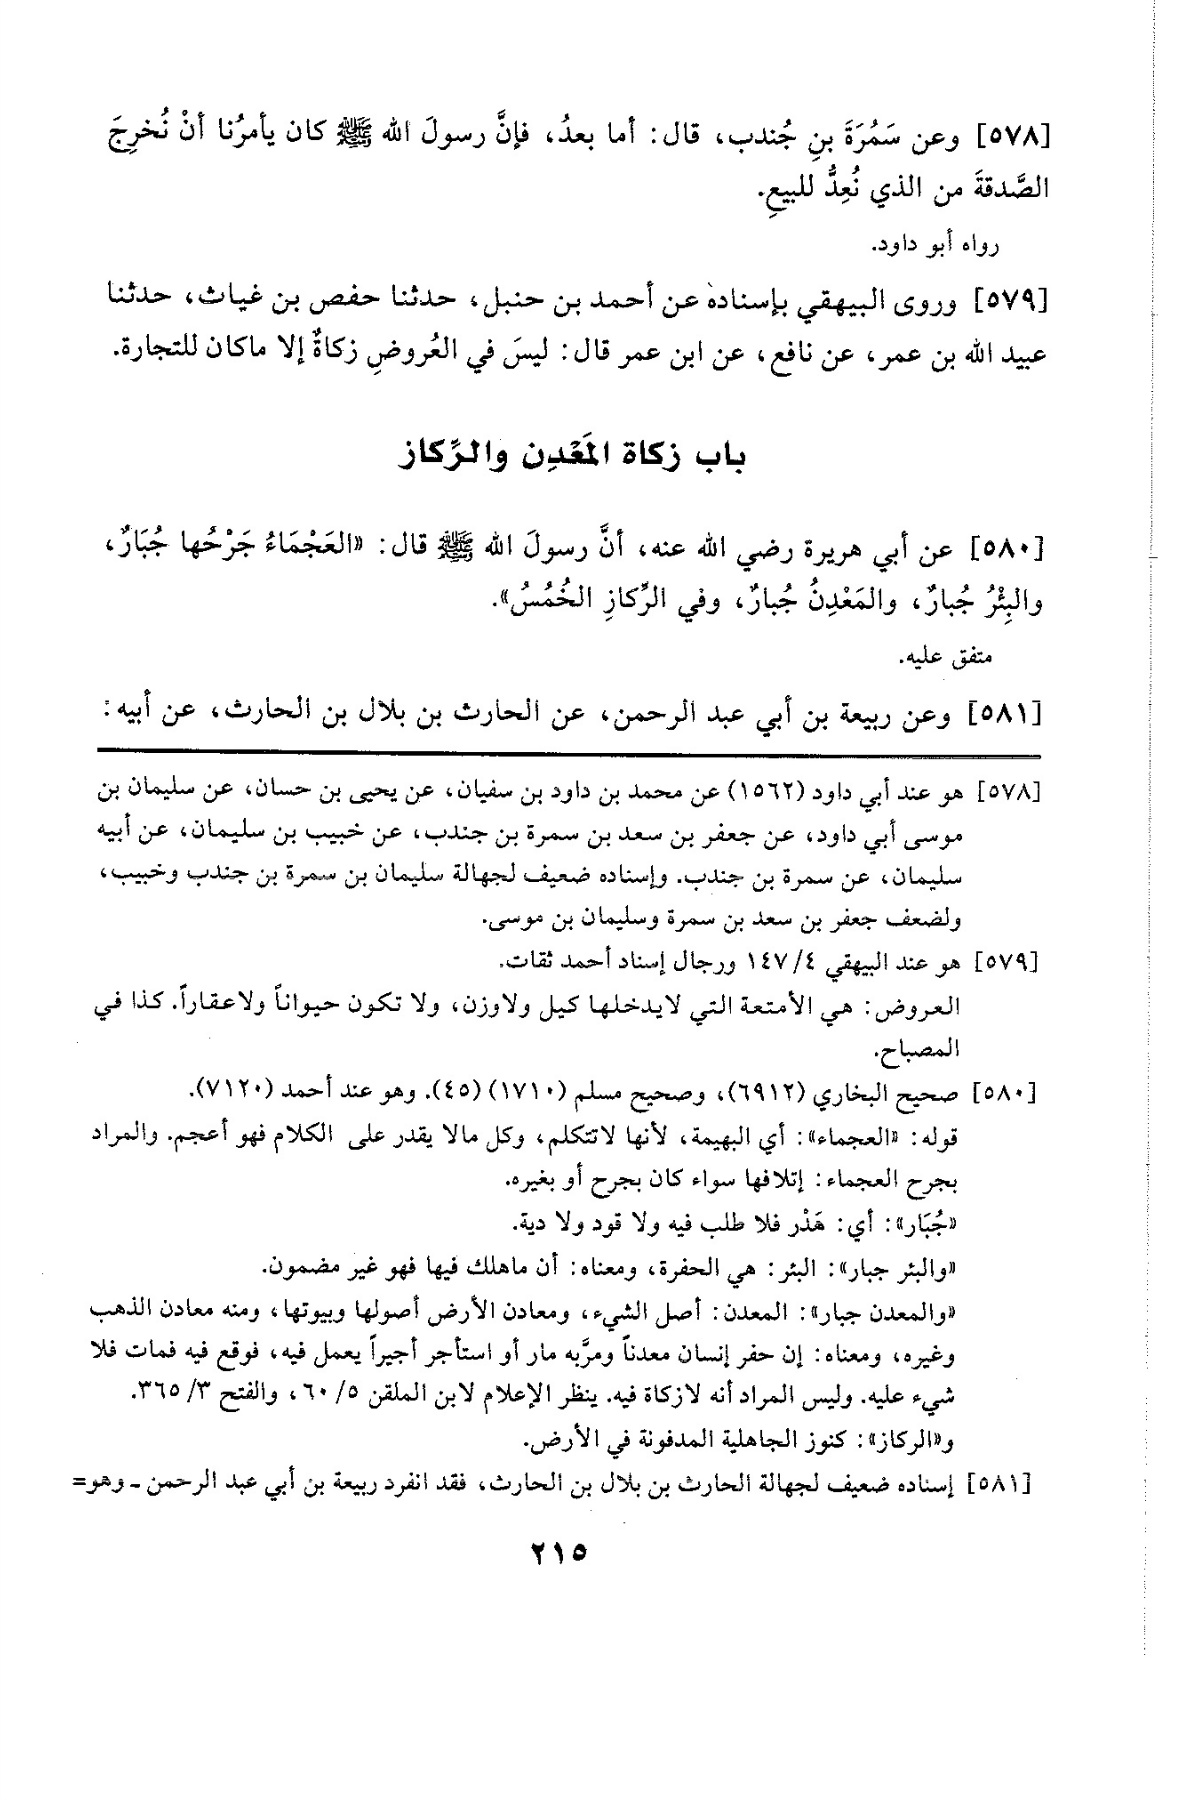 [٥٧٨] وعن سَمُرَةَ بنِ جُندب، قال: أما بعدُ، فإنَّ رسولَ الله ﷺ كان يأمرُنا أنْ نُخرِجَ
الصَّدقةَ من الذي نُعِدُّ للبيعِ.
رواه أبو داود.
[٥٧٩] وروى البيهقي بإسناده عن أحمد بن حنبل، حدثنا حفص بن غياث، حدثنا
عبيد الله بن عمر، عن نافع، عن ابن عمر قال: ليسَ في العُروضِ زكاةٌ إلا ماكان للتجارة.
باب زكاة المَعْدِن والرِّكاز
[٥٨٠] عن أبي هريرة رضي الله عنه، أنَّ رسولَ الله ﷺ قال: «العَجْمَاءُ جَرْحُها جُبَارٌ،
والبِئْرُ جُبارٌ، والمَعْدِنُ جُبارٌ، وفي الرِّكازِ الخُمُسُ».
متفق عليه.
[٥٨١] وعن ربيعة بن أبي عبد الرحمن، عن الحارث بن بلال بن الحارث، عن أبيه:
[٥٧٨] هو عند أبي داود (١٥٦٢) عن محمد بن داود بن سفيان، عن يحيى بن حسان، عن سليمان بن
موسى أبي داود، عن جعفر بن سعد بن سمرة بن جندب، عن خبيب بن سليمان، عن أبيه
سليمان، عن سمرة بن جندب. وإسناده ضعيف لجهالة سليمان بن سمرة بن جندب وخبيب،
ولضعف جعفر بن سعد بن سمرة وسليمان بن موسى.
[٥٧٩] هو عند البيهقي ٤/ ١٤٧ ورجال إسناد أحمد ثقات.
العروض: هي الأمتعة التي لايدخلها كيل ولاوزن، ولا تكون حيواناً ولاعقاراً. كذا في
المصباح.
[٥٨٠] صحيح البخاري (٦٩١٢)، وصحيح مسلم (١٧١٠) (٤٥). وهو عند أحمد (٧١٢٠).
قوله: «العجماء»: أي البهيمة، لأنها لاتتكلم، وكل مالا يقدر على الكلام فهو أعجم. والمراد
بجرح العجماء: إتلافها سواء كان بجرح أو بغيره.
«جُبَار»: أي: هَدْر فلا طلب فيه ولا قود ولا دية.
«والبئر جبار»: البئر: هي الحفرة، ومعناه: أن ماهلك فيها فهو غير مضمون.
«والمعدن جبار»: المعدن: أصل الشيء، ومعادن الأرض أصولها وبيوتها، ومنه معادن الذهب
وغيره، ومعناه: إن حفر إنسان معدناً ومرَّبه مار أو استأجر أجيراً يعمل فيه، فوقع فيه فمات فلا
شيء عليه. وليس المراد أنه لازكاة فيه. ينظر الإعلام لابن الملقن ٥/ ٦٠، والفتح ٣/ ٣٦٥.
و«الركاز»: كنوز الجاهلية المدفونة في الأرض.
[٥٨١] إسناده ضعيف لجهالة الحارث بن بلال بن الحارث، فقد انفرد ربيعة بن أبي عبد الرحمن ـ وهو=
٢١٥